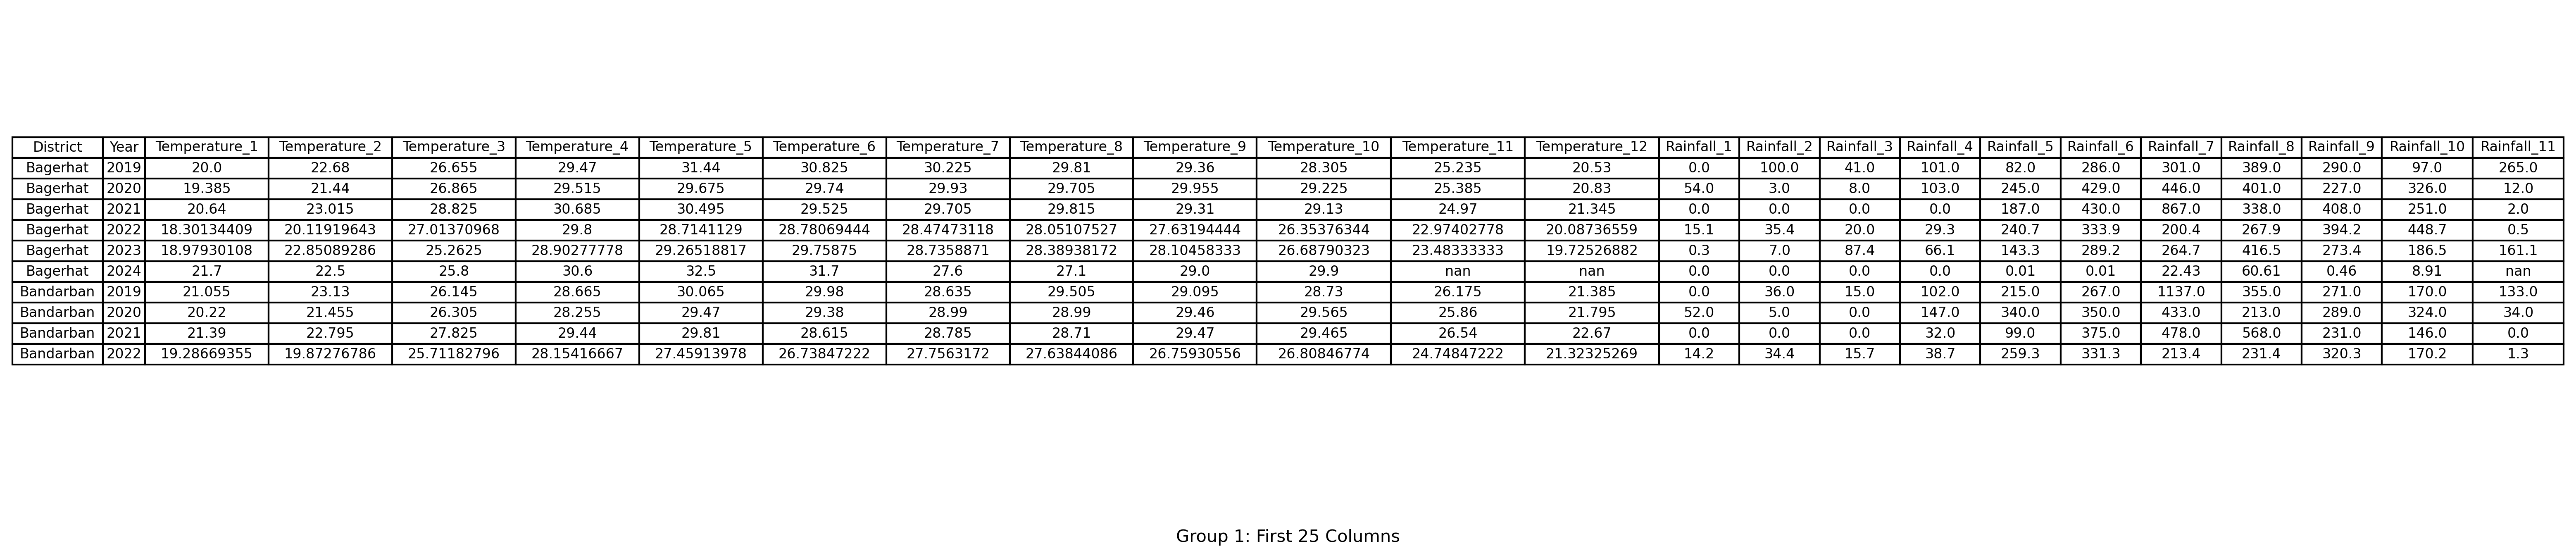 District Year Temperature_1 Temperature_2 Temperature_3 Temperature_4 Temperature_5 Temperature_6 Temperature_7 Temperature_8 Temperature_9 Temperature_10 Temperature_11 Temperature_12 Rainfall_1 Rainfall_2 Rainfall_3 Rainfall_4 Rainfall_5 Rainfall_6 Rainfall_7 Rainfall_8 Rainfall_9 Rainfall_10 Rainfall_11
Bagerhat 2019 20.0 22.68 26.655 29.47 31.44 30.825 30.225 29.81 29.36 28.305 25.235 20.53 0.0 100.0 41.0 101.0 82.0 286.0 301.0 389.0 290.0 97.0 265.0
Bagerhat 2020 19.385 21.44 26.865 29.515 29.675 29.74 29.93 29.705 29.955 29.225 25.385 20.83 54.0 3.0 8.0 103.0 245.0 429.0 446.0 401.0 227.0 326.0 12.0
Bagerhat 2021 20.64 23.015 28.825 30.685 30.495 29.525 29.705 29.815 29.31 29.13 24.97 21.345 0.0 0.0 0.0 0.0 187.0 430.0 867.0 338.0 408.0 251.0 2.0
Bagerhat 2022 18.30134409 20.11919643 27.01370968 29.8 28.7141129 28.78069444 28.47473118 28.05107527 27.63194444 26.35376344 22.97402778 20.08736559 15.1 35.4 20.0 29.3 240.7 333.9 200.4 267.9 394.2 448.7 0.5
Bagerhat 2023 18.97930108 22.85089286 25.2625 28.90277778 29.26518817 29.75875 28.7358871 28.38938172 28.10458333 26.68790323 23.48333333 19.72526882 0.3 7.0 87.4 66.1 143.3 289.2 264.7 416.5 273.4 186.5 161.1
Bagerhat 2024 21.7 22.5 25.8 30.6 32.5 31.7 27.6 27.1 29.0 29.9 nan nan 0.0 0.0 0.0 0.0 0.01 0.01 22.43 60.61 0.46 8.91 nan
Bandarban 2019 21.055 23.13 26.145 28.665 30.065 29.98 28.635 29.505 29.095 28.73 26.175 21.385 0.0 36.0 15.0 102.0 215.0 267.0 1137.0 355.0 271.0 170.0 133.0
Bandarban 2020 20.22 21.455 26.305 28.255 29.47 29.38 28.99 28.99 29.46 29.565 25.86 21.795 52.0 5.0 0.0 147.0 340.0 350.0 433.0 213.0 289.0 324.0 34.0
Bandarban 2021 21.39 22.795 27.825 29.44 29.81 28.615 28.785 28.71 29.47 29.465 26.54 22.67 0.0 0.0 0.0 32.0 99.0 375.0 478.0 568.0 231.0 146.0 0.0
Bandarban 2022 19.28669355 19.87276786 25.71182796 28.15416667 27.45913978 26.73847222 27.7563172 27.63844086 26.75930556 26.80846774 24.74847222 21.32325269 14.2 34.4 15.7 38.7 259.3 331.3 213.4 231.4 320.3 170.2 1.3
Group 1: First 25 Columns